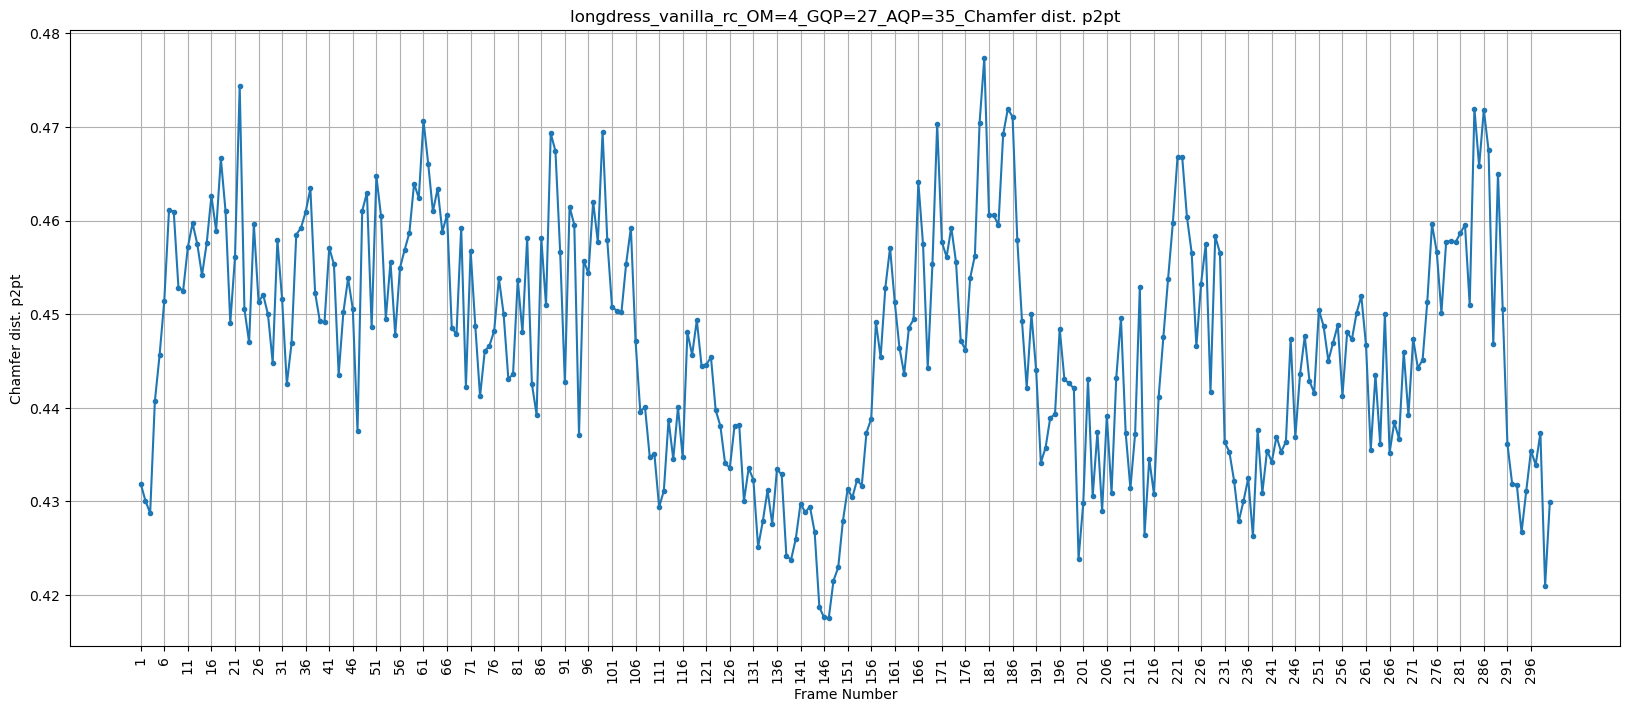 longdress_vanilla_rc_OM=4_GQP=27_AQP=35_Chamfer dist. p2pt
Chamfer dist. p2pt
0.48
0.47
0.46
0.45
0.44
0.43
0.42
1 6 11 16 21 26 31 36 41 46 51 56 61 66 71 76 81 86 91 96 101 106 111 116 121 126 131 136 141 146 151 156 161 166 171 176 181 186 191 196 201 206 211 216 221 226 231 236 241 246 251 256 261 266 271 276 281 286 291 296
Frame Number